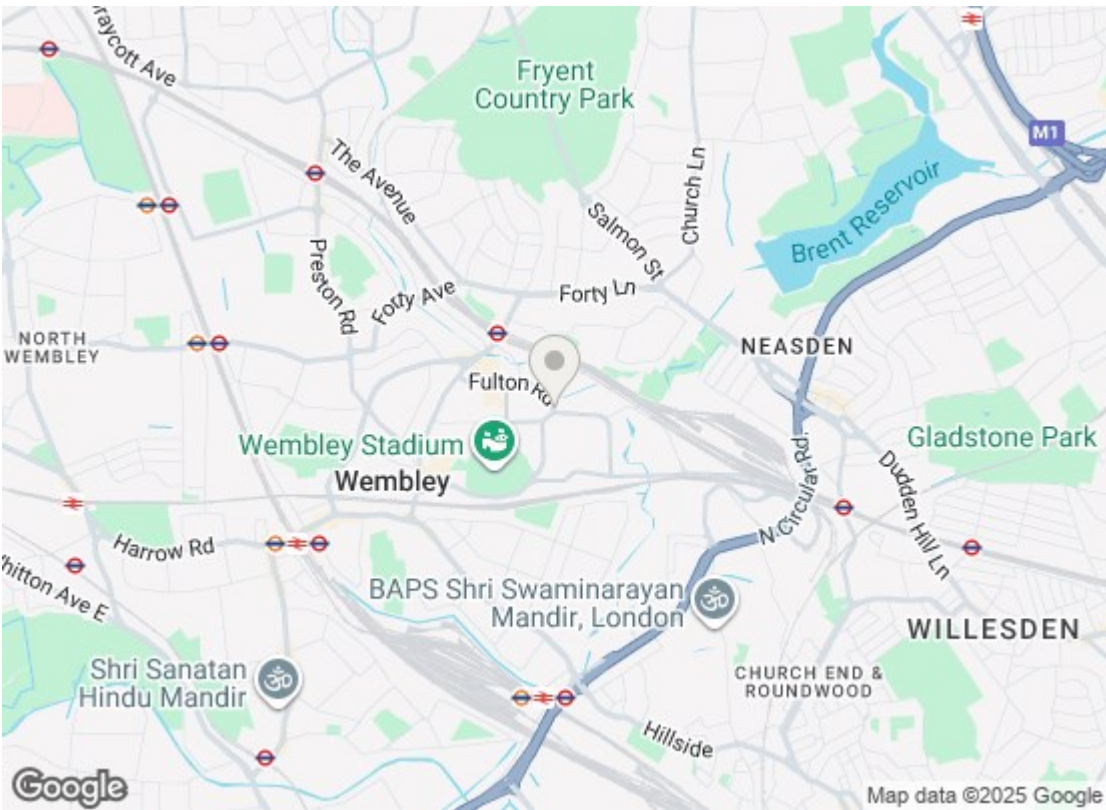 raycott Ave
Fryent
Country Park
M1
The Avenue
Church Ln
Brent Reservoir
Salmon St
Preston Rd
Forty Ave
Forty Ln
NORTH
WEMBLEY
NEASDEN
Fulton Rd
Wembley Stadium
Wembley
Gladstone Park
N Circular Rd
Dudden Hill Ln
Harrow Rd
hitton Ave E
BAPS Shri Swaminarayan
Mandir, London
WILLESDEN
Shri Sanatan
Hindu Mandir
CHURCH END &
ROUNDWOOD
Hillside
Google
Map data ©2025 Google